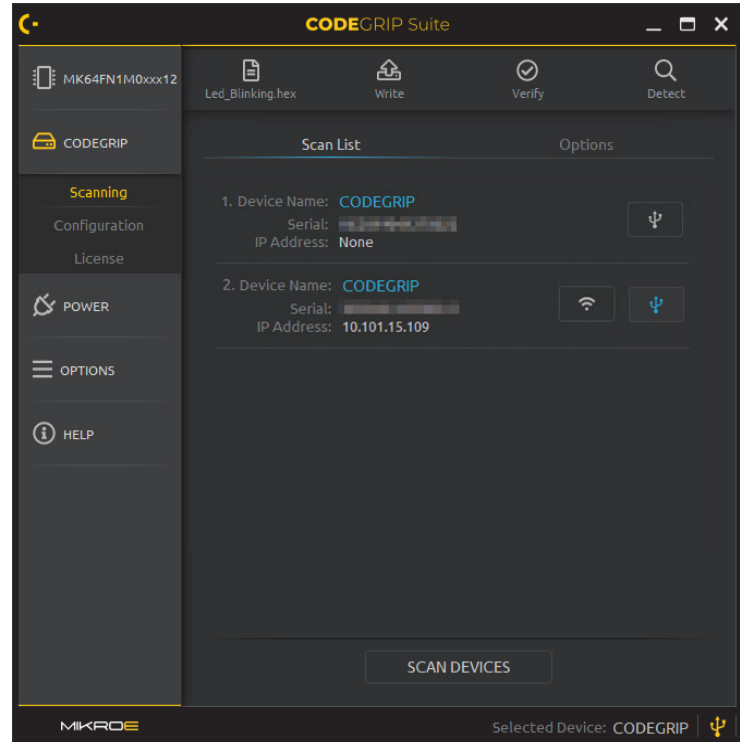 CODEGRIP Suite
MK64FN1M0xxx12
Led_Blinking.hex
Write
Verify
Detect
CODEGRIP
Scanning
Configuration
License
POWER
OPTIONS
HELP
Scan List
Options
1. Device Name: CODEGRIP
Serial:
IP Address: None
2. Device Name: CODEGRIP
Serial:
IP Address: 10.101.15.109
SCAN DEVICES
MIKROE
Selected Device: CODEGRIP